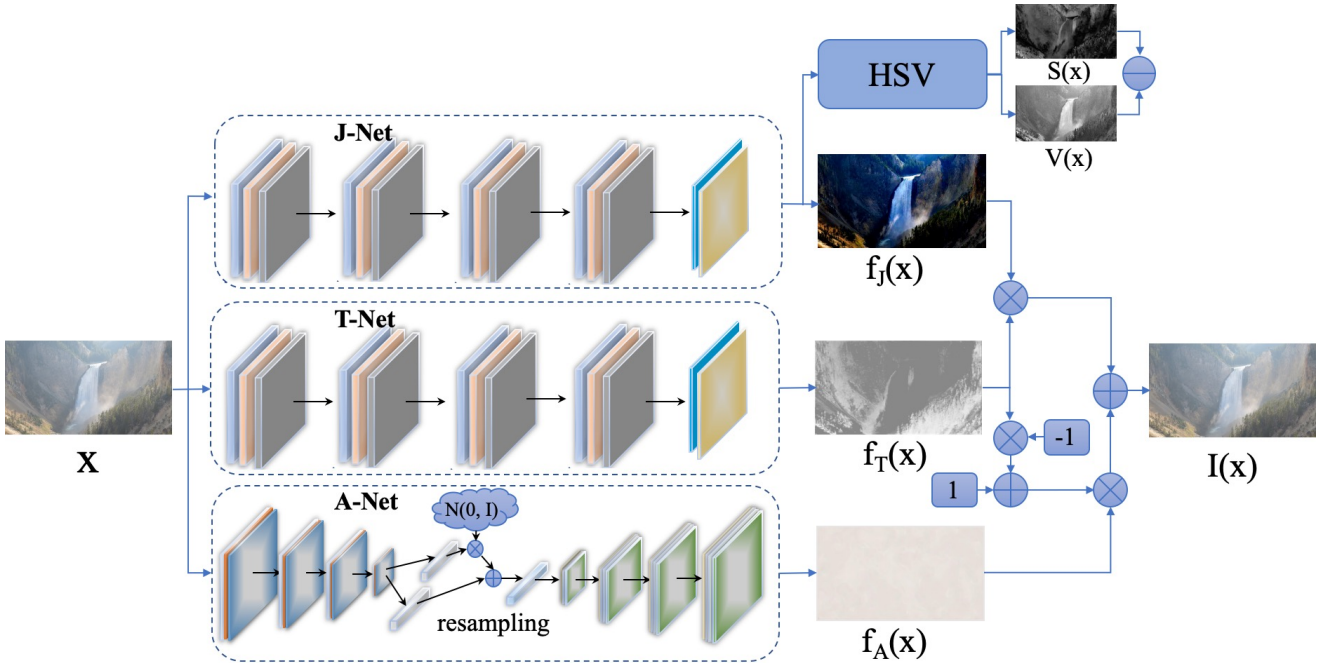 HSV
S(x)
V(x)
J-Net
f_J(x)
T-Net
x
f_T(x)
-1
1
I(x)
A-Net
N(0, I)
resampling
f_A(x)